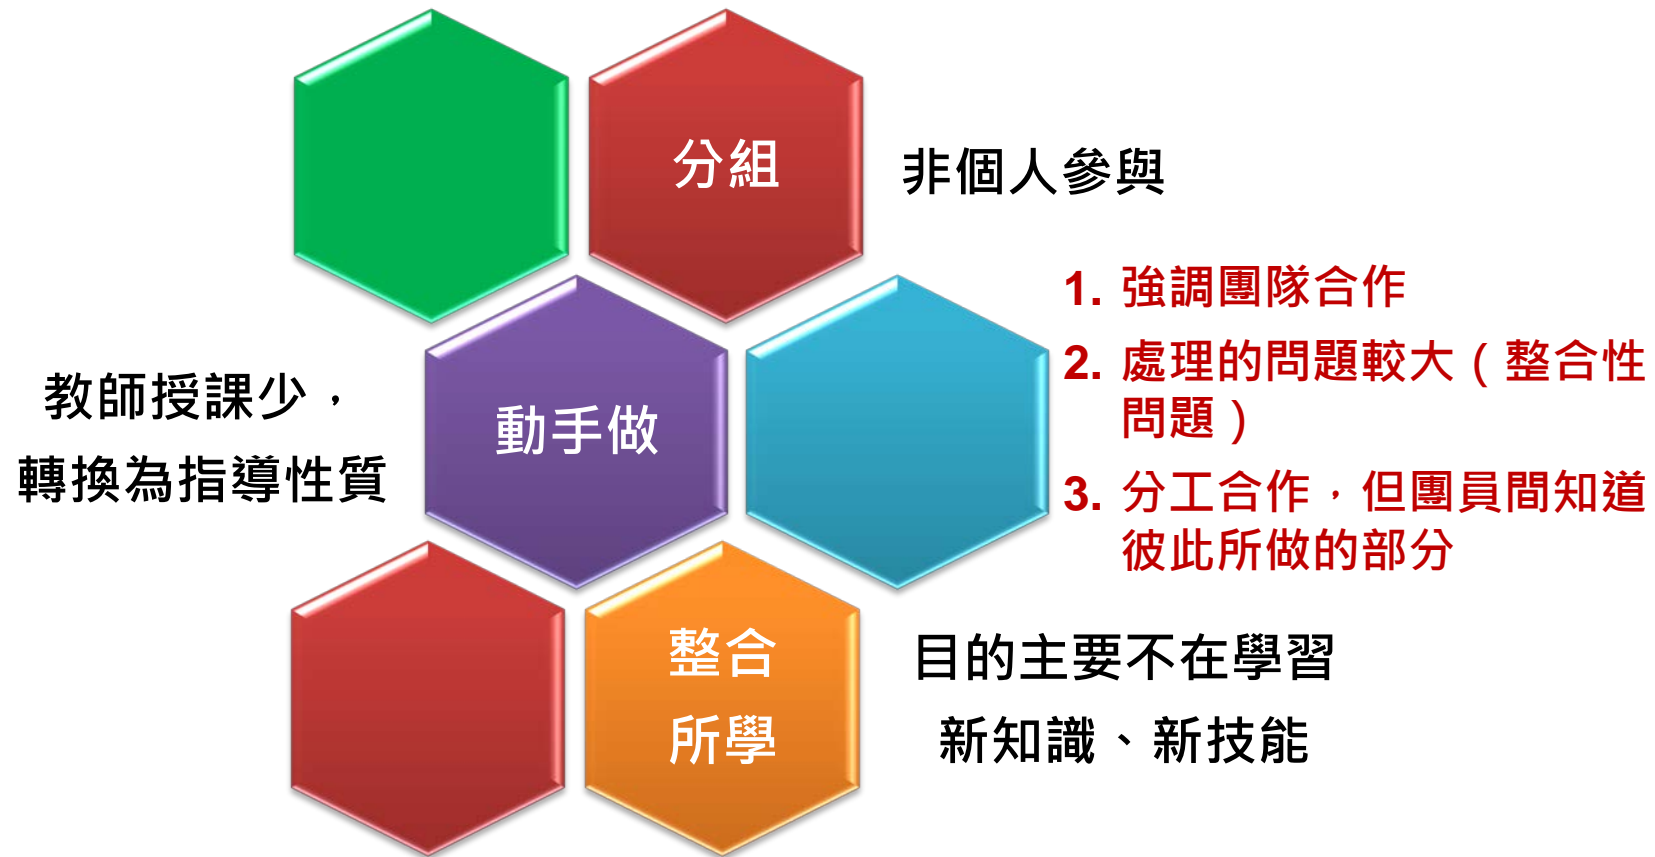 分組
非個人參與
1. 強調團隊合作
2. 處理的問題較大（整合性
問題）
教師授課少，
轉換為指導性質
動手做
3. 分工合作，但團員間知道
彼此所做的部分
整合
所學
目的主要不在學習
新知識、新技能